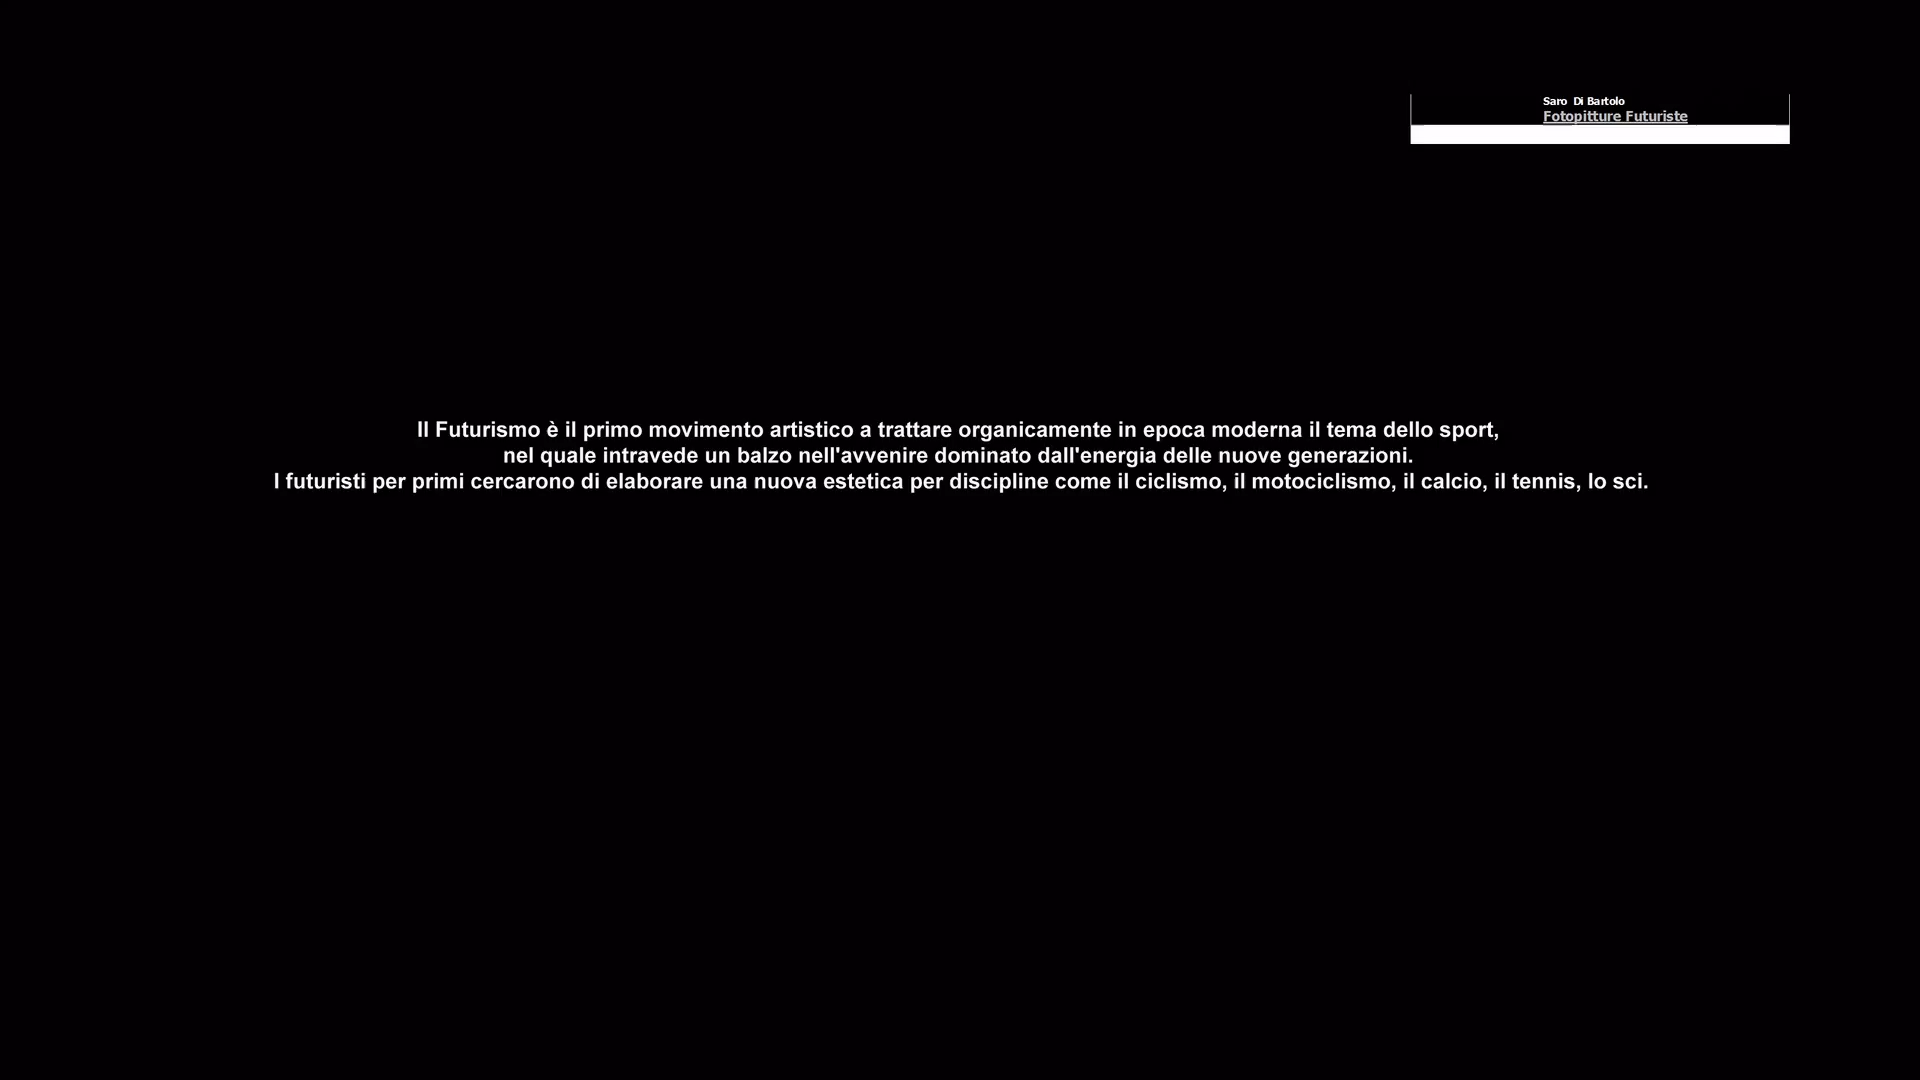 Saro Di Bartolo
Fotopitture Futuriste
Il Futurismo è il primo movimento artistico a trattare organicamente in epoca moderna il tema dello sport,
nel quale intravede un balzo nell'avvenire dominato dall'energia delle nuove generazioni.
I futuristi per primi cercarono di elaborare una nuova estetica per discipline come il ciclismo, il motociclismo, il calcio, il tennis, lo sci.